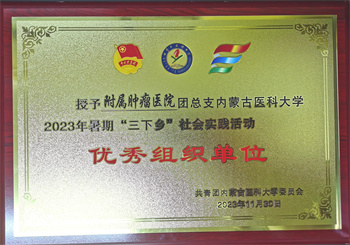 授予附属肿瘤医院团总支内蒙古医科大学
2023年暑期“三下乡”社会实践活动
优秀组织单位
共青团内蒙古医科大学委员会
2023年11月30日